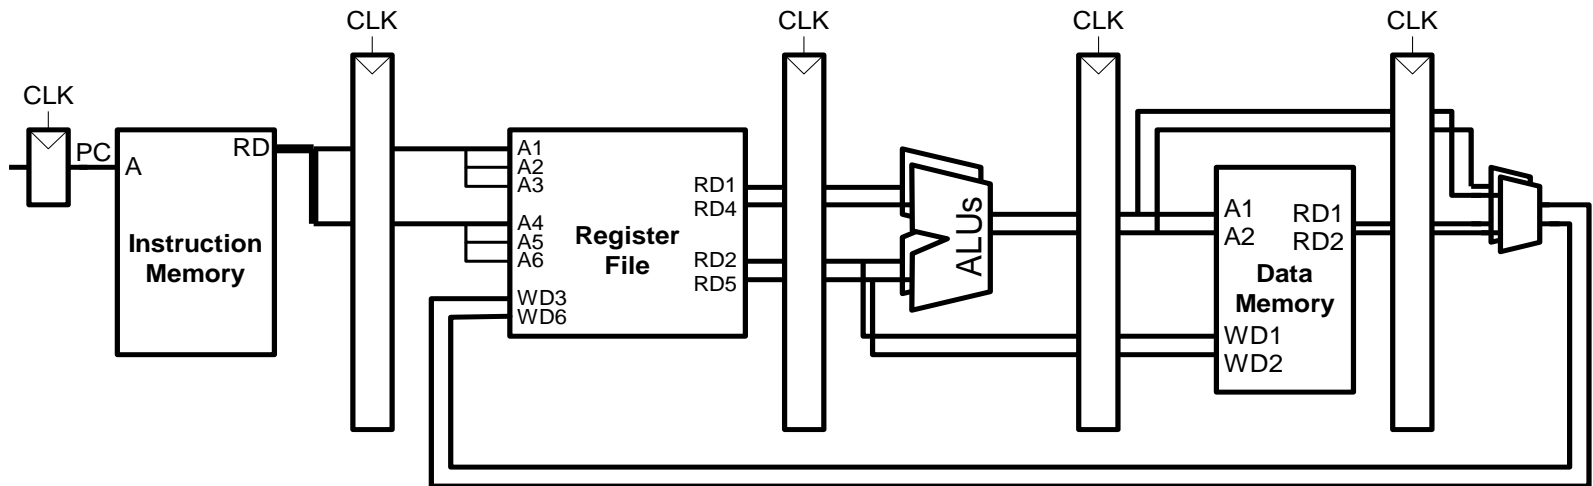 CLK
CLK
CLK
CLK
CLK
PC
A
RD
Instruction
Memory
A1
A2
A3
A4
A5
A6
WD3
WD6
Register
File
RD1
RD4
RD2
RD5
ALUs
A1
A2
RD1
RD2
Data
Memory
WD1
WD2